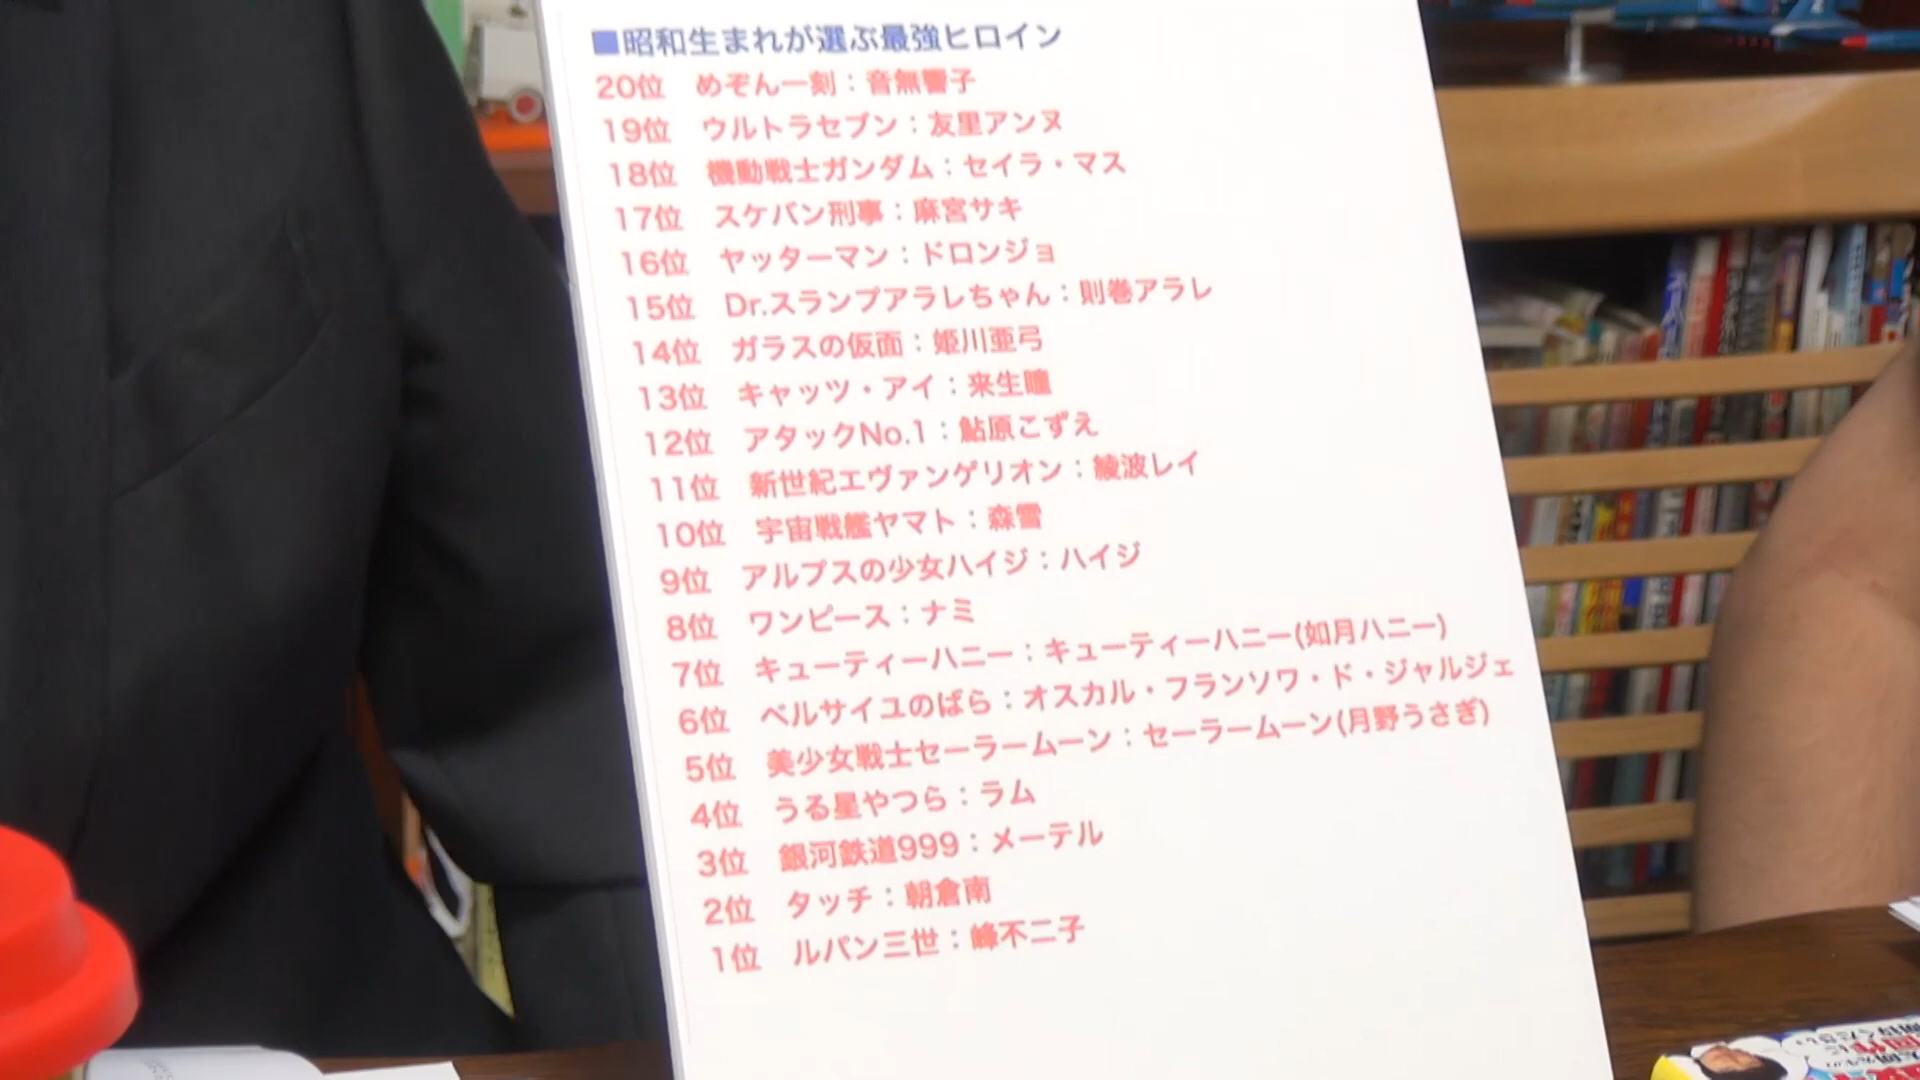 ■昭和生まれが選ぶ最強ヒロイン
20位 めぞん一刻：音無響子
19位 ウルトラセブン：友里アンヌ
18位 機動戦士ガンダム：セイラ・マス
17位 スケバン刑事：麻宮サキ
16位 ヤッターマン：ドロンジョ
15位 Dr.スランプアラレちゃん：則巻アラレ
14位 ガラスの仮面：姫川亜弓
13位 キャッツ・アイ：来生瞳
12位 アタックNo.1：鮎原こずえ
11位 新世紀エヴァンゲリオン：綾波レイ
10位 宇宙戦艦ヤマト：森雪
9位 アルプスの少女ハイジ：ハイジ
8位 ワンピース：ナミ
7位 キューティーハニー：キューティーハニー(如月ハニー)
6位 ベルサイユのばら：オスカル・フランソワ・ド・ジャルジェ
5位 美少女戦士セーラームーン：セーラームーン(月野うさぎ)
4位 うる星やつら：ラム
3位 銀河鉄道999：メーテル
2位 タッチ：朝倉南
1位 ルパン三世：峰不二子